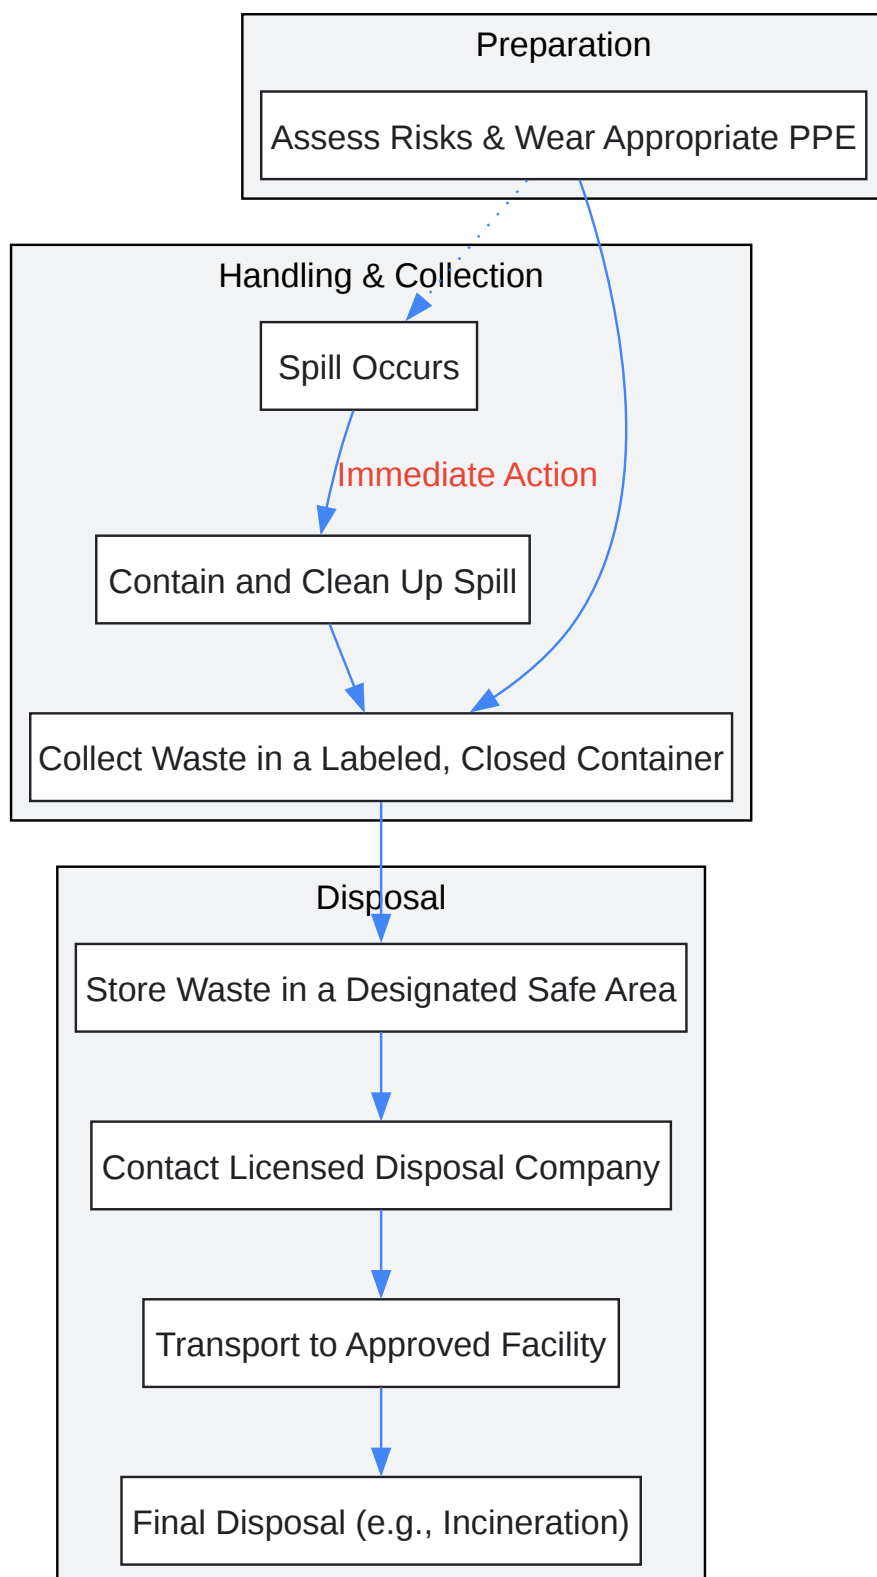 Preparation
Assess Risks & Wear Appropriate PPE
Handling & Collection
Spill Occurs
Immediate Action
Contain and Clean Up Spill
Collect Waste in a Labeled, Closed Container
Disposal
Store Waste in a Designated Safe Area
Contact Licensed Disposal Company
Transport to Approved Facility
Final Disposal (e.g., Incineration)